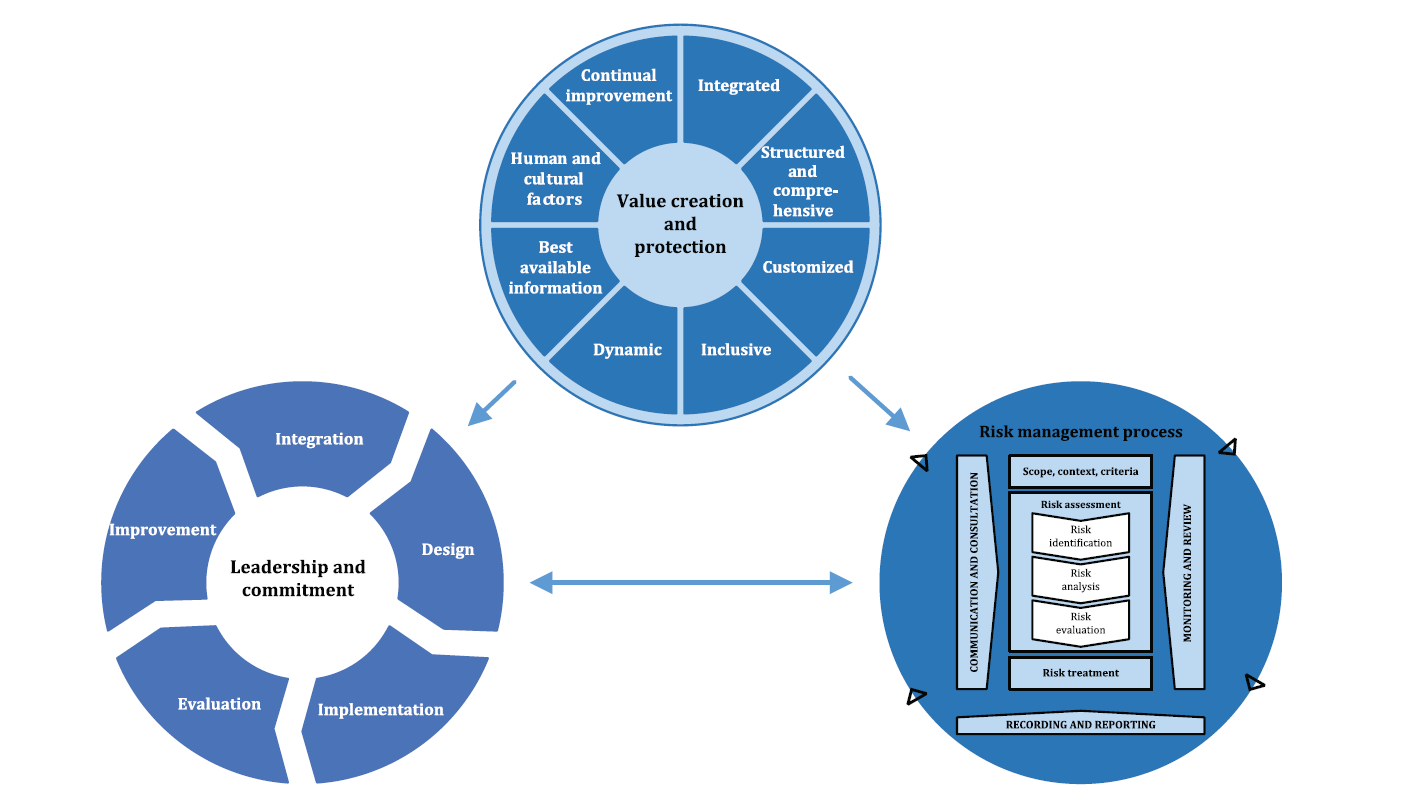 Continual
improvement
Integrated
Structured
and
compre-
hensive
Customized
Inclusive
Dynamic
Best
available
information
Human and
cultural
factors
Value creation
and
protection
Integration
Design
Implementation
Evaluation
Improvement
Leadership and
commitment
Risk management process
COMMUNICATION AND CONSULTATION
Scope, context, criteria
Risk assessment
Risk
identification
Risk
analysis
Risk
evaluation
Risk treatment
MONITORING AND REVIEW
RECORDING AND REPORTING